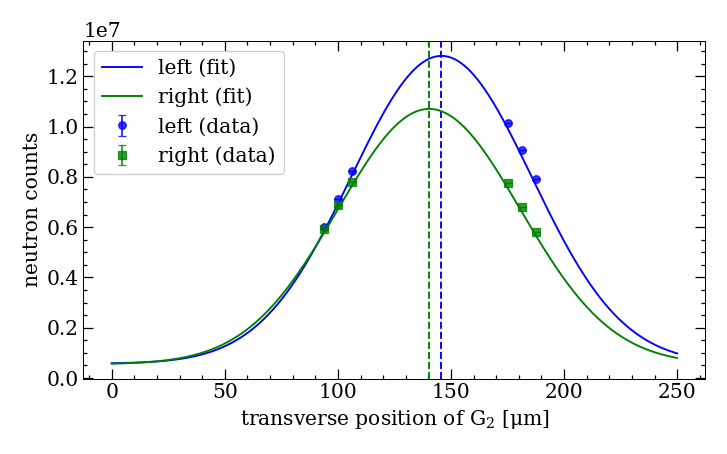 1e7
left (fit)
right (fit)
left (data)
right (data)
neutron counts
1.2
1.0
0.8
0.6
0.4
0.2
0.0
0 50 100 150 200 250
transverse position of G₂ [μm]